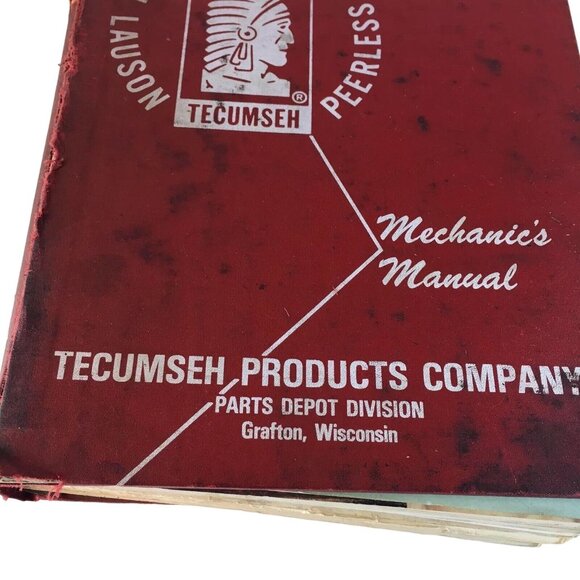 LAUSON
PEERLESS
TECUMSEH
®
Mechanic's
Manual
TECUMSEH PRODUCTS COMPANY
PARTS DEPOT DIVISION
Grafton, Wisconsin